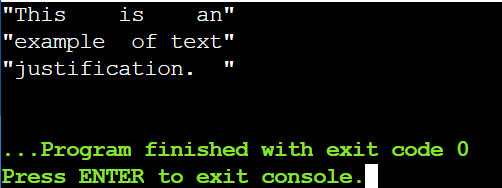 "This    is    an"
"example  of text"
"justification.  "
...Program finished with exit code 0
Press ENTER to exit console.